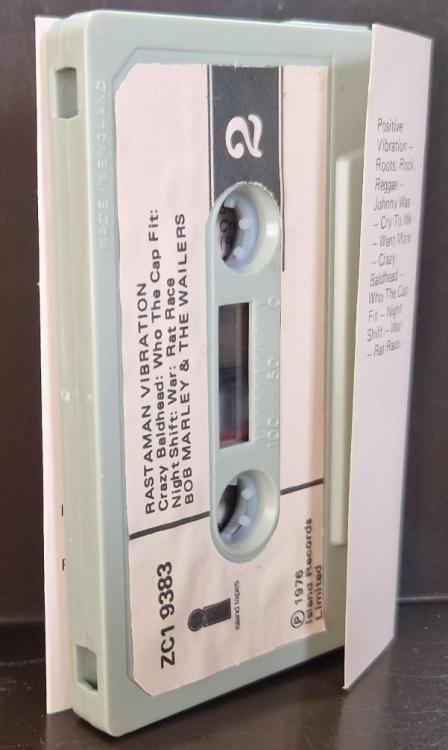 MADE IN ENGLAND
2
RASTAMAN VIBRATION
Crazy Baldhead: Who The Cap Fit:
Night Shift: War: Rat Race
BOB MARLEY & THE WAILERS
0
50
100
ZC1 9383
island tapes
Ⓟ 1976
Island Records
Limited
Positive
Vibration –
Roots, Rock,
Reggae –
Johnny Was
– Cry To Me
– Want More
– Crazy
Baldhead –
Who The Cap
Fit – Night
Shift – War
– Rat Race